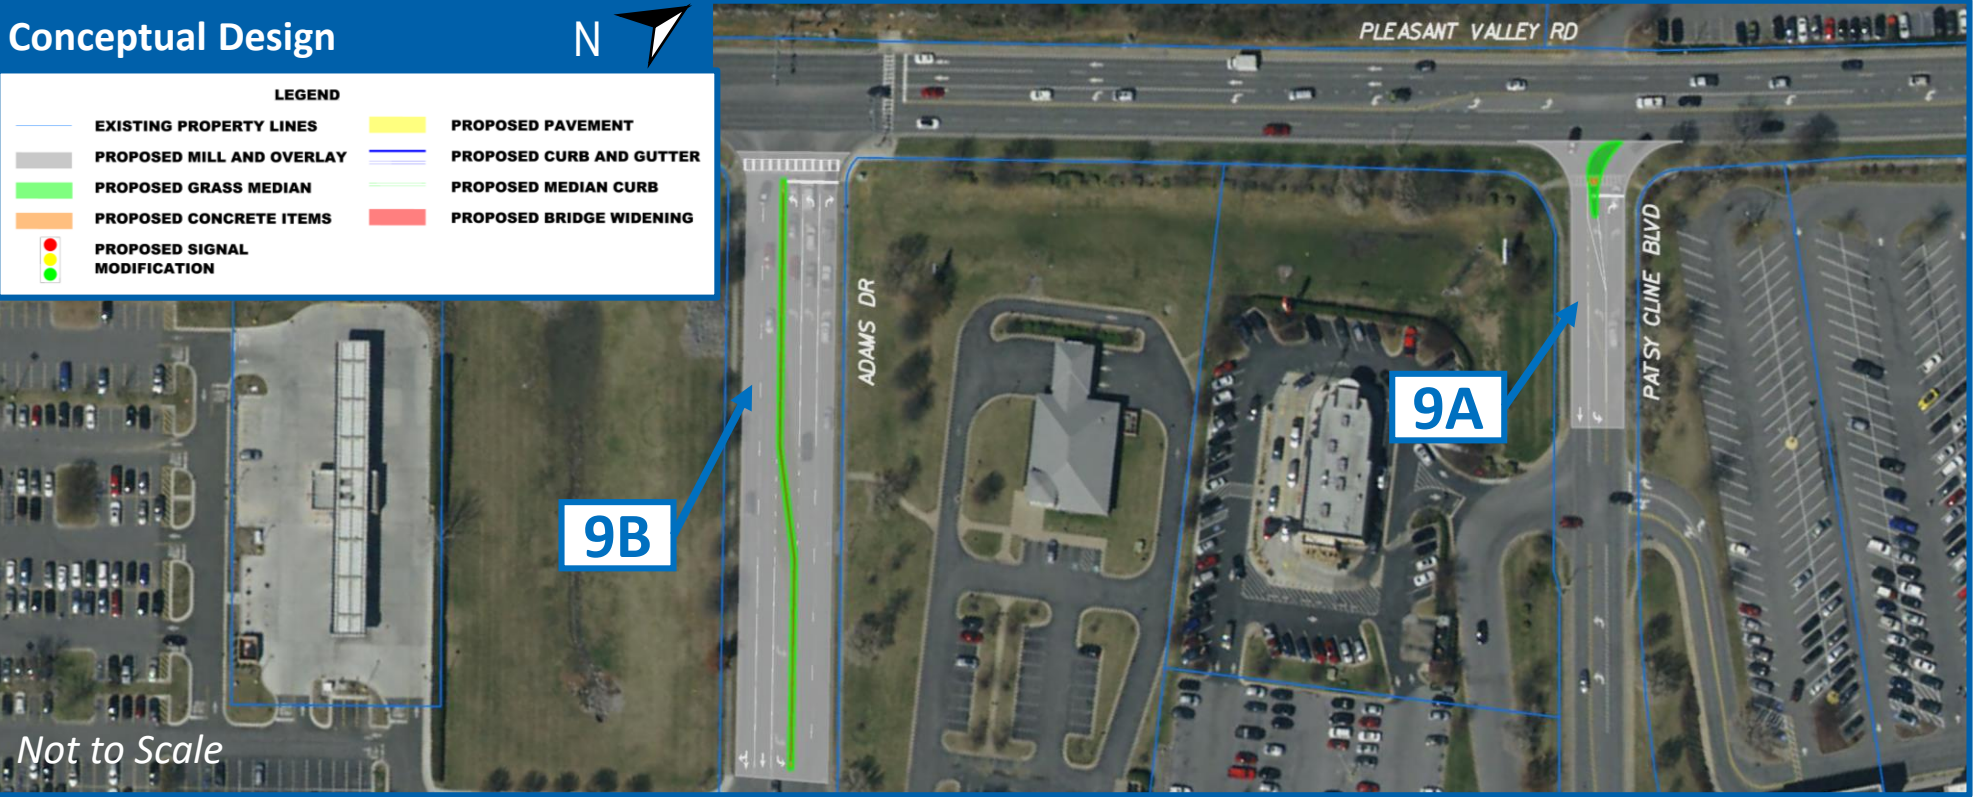 Conceptual Design
N
LEGEND
EXISTING PROPERTY LINES
PROPOSED MILL AND OVERLAY
PROPOSED GRASS MEDIAN
PROPOSED CONCRETE ITEMS
PROPOSED SIGNAL
MODIFICATION
PROPOSED PAVEMENT
PROPOSED CURB AND GUTTER
PROPOSED MEDIAN CURB
PROPOSED BRIDGE WIDENING
PLEASANT VALLEY RD
ADAMS DR
PATSY CLINE BLVD
9A
9B
Not to Scale